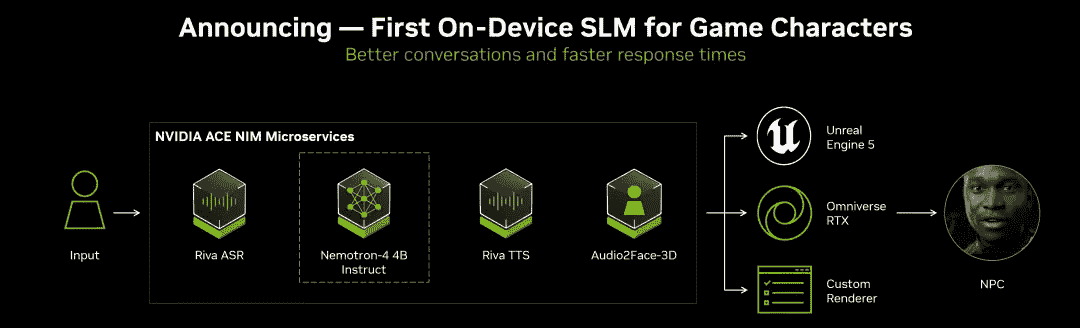 Announcing — First On-Device SLM for Game Characters
Better conversations and faster response times
NVIDIA ACE NIM Microservices
Input
Riva ASR
Nemotron-4 4B
Instruct
Riva TTS
Audio2Face-3D
Unreal
Engine 5
Omniverse
RTX
Custom
Renderer
NPC